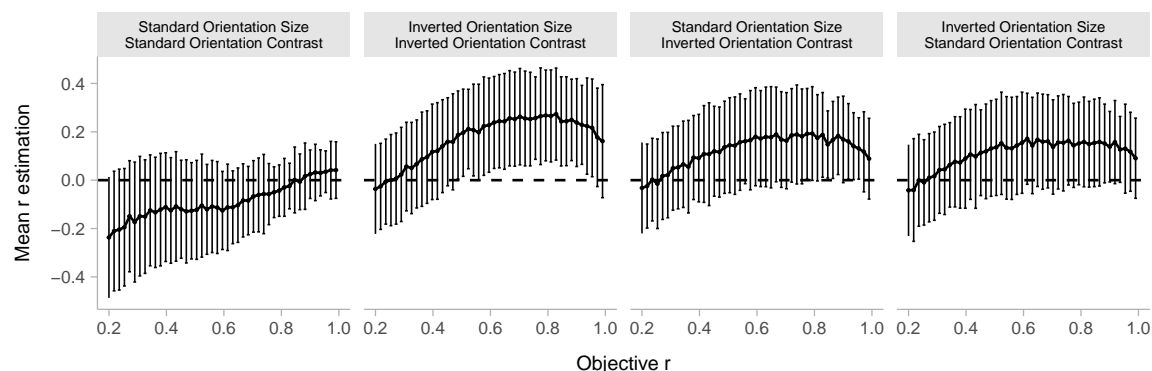 Standard Orientation Size
Standard Orientation Contrast
Inverted Orientation Size
Inverted Orientation Contrast
Standard Orientation Size
Inverted Orientation Contrast
Inverted Orientation Size
Standard Orientation Contrast
Mean r estimation
0.4
0.2
0.0
−0.2
−0.4
0.2 0.4 0.6 0.8 1.0 0.2 0.4 0.6 0.8 1.0 0.2 0.4 0.6 0.8 1.0 0.2 0.4 0.6 0.8 1.0
Objective r